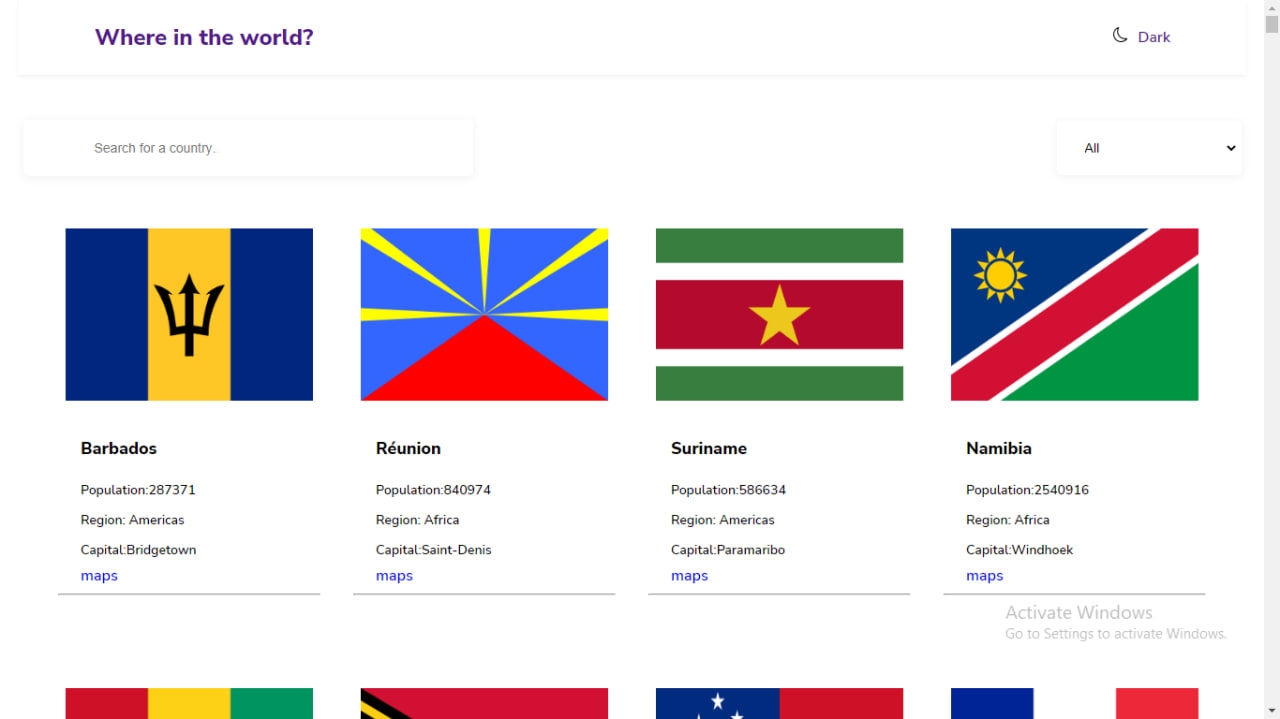 Where in the world?
Dark
Search for a country..
All
Barbados
Population:287371
Region: Americas
Capital:Bridgetown
maps
Réunion
Population:840974
Region: Africa
Capital:Saint-Denis
maps
Suriname
Population:586634
Region: Americas
Capital:Paramaribo
maps
Namibia
Population:2540916
Region: Africa
Capital:Windhoek
maps
Activate Windows
Go to Settings to activate Windows.